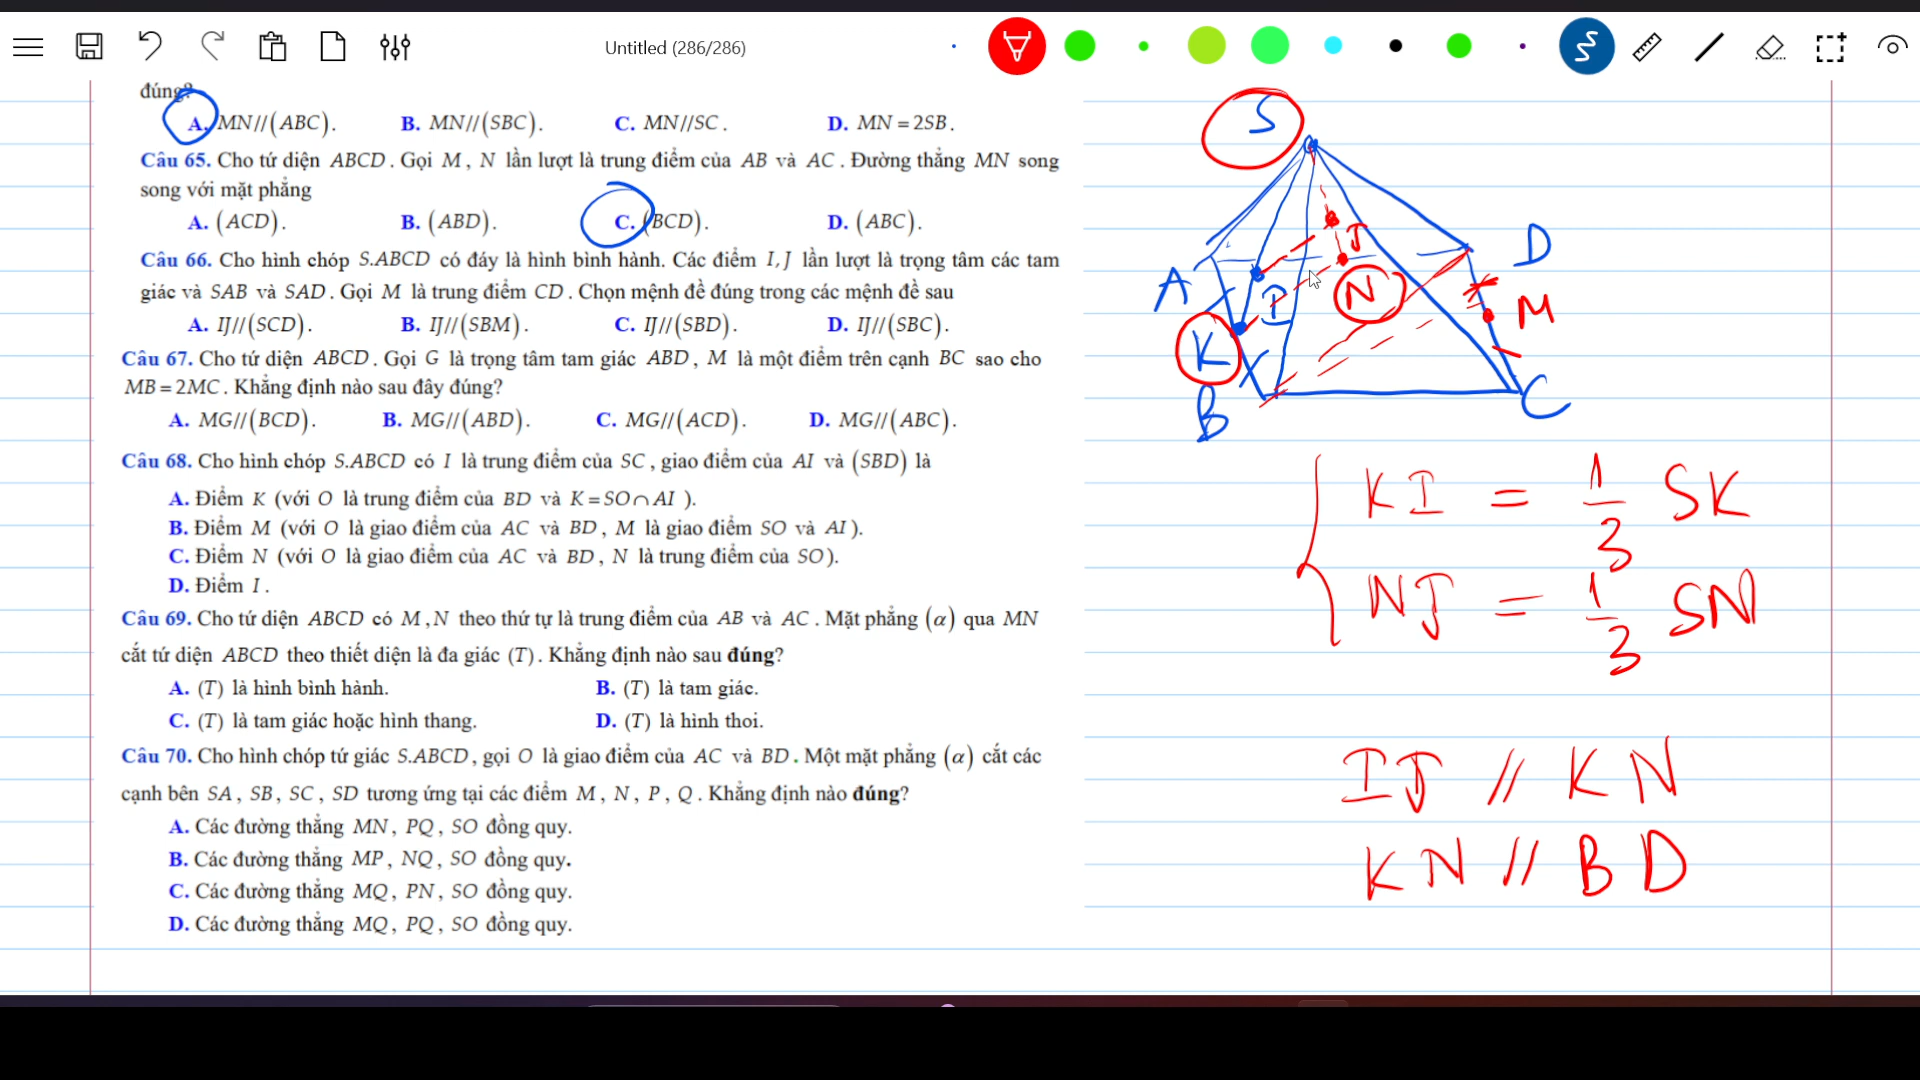 Untitled (286/286)
đúng?
A. MN//(ABC). B. MN//(SBC). C. MN//SC. D. MN = 2SB.
Câu 65. Cho tứ diện ABCD. Gọi M, N lần lượt là trung điểm của AB và AC. Đường thẳng MN song
song với mặt phẳng
A. (ACD). B. (ABD). C. (BCD). D. (ABC).
Câu 66. Cho hình chóp S.ABCD có đáy là hình bình hành. Các điểm I,J lần lượt là trọng tâm các tam
giác và SAB và SAD. Gọi M là trung điểm CD. Chọn mệnh đề đúng trong các mệnh đề sau
A. IJ//(SCD). B. IJ//(SBM). C. IJ//(SBD). D. IJ//(SBC).
Câu 67. Cho tứ diện ABCD. Gọi G là trọng tâm tam giác ABD, M là một điểm trên cạnh BC sao cho
MB = 2MC. Khẳng định nào sau đây đúng?
A. MG//(BCD). B. MG//(ABD). C. MG//(ACD). D. MG//(ABC).
Câu 68. Cho hình chóp S.ABCD có I là trung điểm của SC, giao điểm của AI và (SBD) là
A. Điểm K (với O là trung điểm của BD và K = SO ∩ AI ).
B. Điểm M (với O là giao điểm của AC và BD, M là giao điểm SO và AI).
C. Điểm N (với O là giao điểm của AC và BD, N là trung điểm của SO).
D. Điểm I.
Câu 69. Cho tứ diện ABCD có M,N theo thứ tự là trung điểm của AB và AC. Mặt phẳng (α) qua MN
cắt tứ diện ABCD theo thiết diện là đa giác (T). Khẳng định nào sau đúng?
A. (T) là hình bình hành. B. (T) là tam giác.
C. (T) là tam giác hoặc hình thang. D. (T) là hình thoi.
Câu 70. Cho hình chóp tứ giác S.ABCD, gọi O là giao điểm của AC và BD. Một mặt phẳng (α) cắt các
cạnh bên SA, SB, SC, SD tương ứng tại các điểm M, N, P, Q. Khẳng định nào đúng?
A. Các đường thẳng MN, PQ, SO đồng quy.
B. Các đường thẳng MP, NQ, SO đồng quy.
C. Các đường thẳng MQ, PN, SO đồng quy.
D. Các đường thẳng MQ, PQ, SO đồng quy.
S
J
D
A
I
N
M
K
B
C
KI = 1/3 SK
NJ = 1/3 SN
IJ // KN
KN // BD